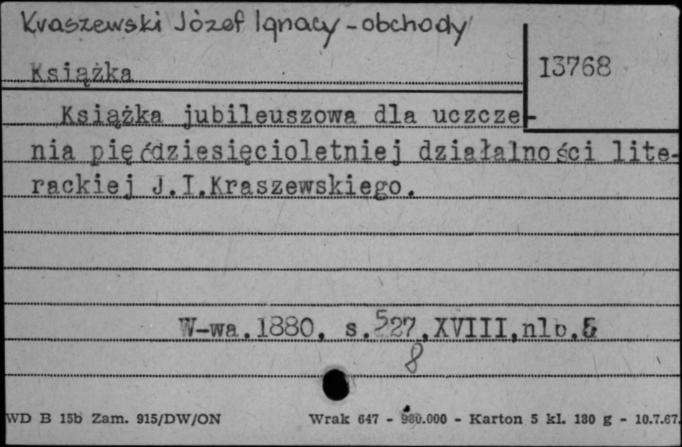 Kraszewski Józef Ignacy - obchody
Książka
I3768
Książka jubileuszowa dla uczcze-
nia pięćdziesięcioletniej działalności lite-
rackiej J.I.Kraszewskiego.
W-wa.1880, s.527,XVIII,nlb.5
8
WD B 15b Zam. 915/DW/ON Wrak 647 - 980.000 - Karton 5 kl. 180 g - 10.7.67.